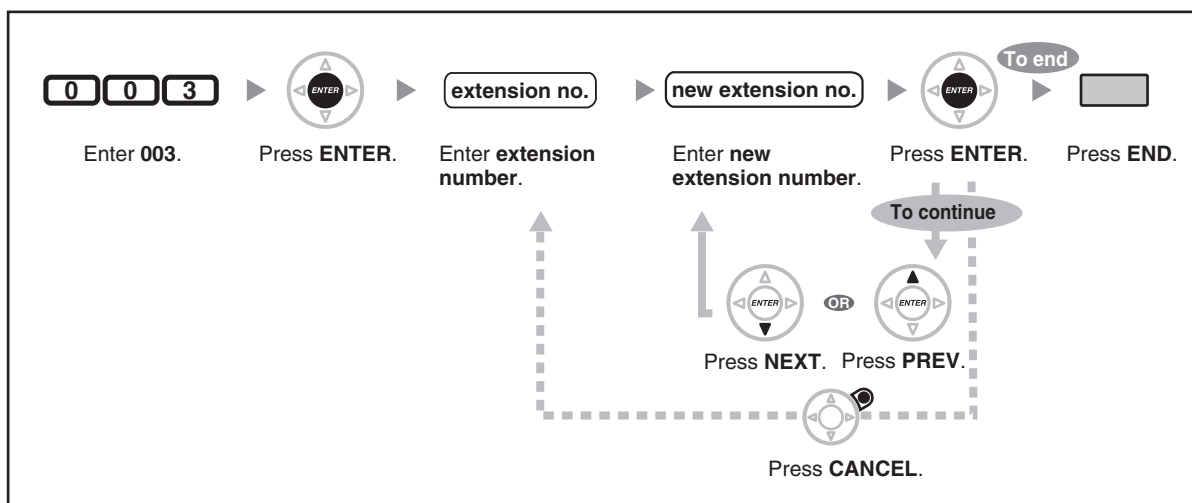 To end
0 0 3
ENTER
extension no.
new extension no.
ENTER
Enter 003.
Press ENTER.
Enter extension
number.
Enter new
extension number.
Press ENTER.
Press END.
To continue
ENTER
OR
ENTER
Press NEXT.
Press PREV.
Press CANCEL.